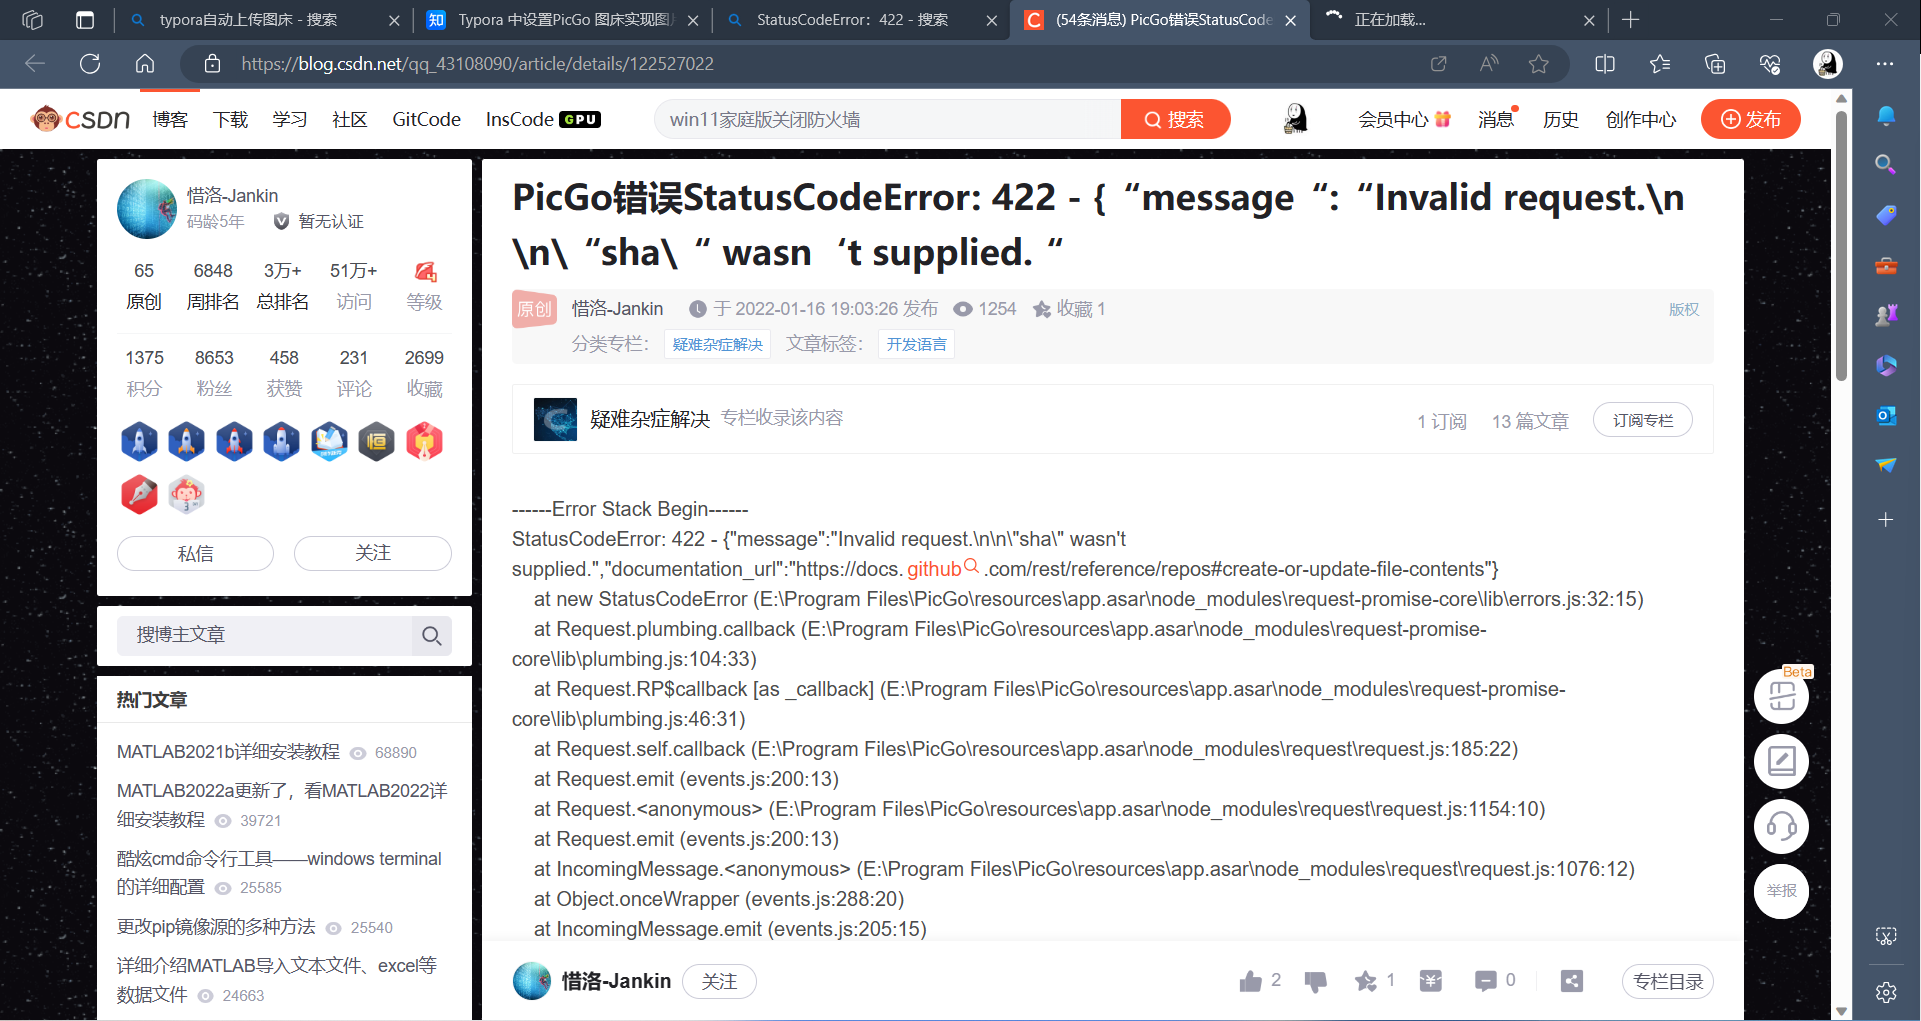 typora自动上传图床 - 搜索
Typora 中设置PicGo 图床实现图
StatusCodeError：422 - 搜索
(54条消息) PicGo错误StatusCode
正在加载...
https://blog.csdn.net/qq_43108090/article/details/122527022
CSDN
博客
下载
学习
社区
GitCode
InsCode GPU
win11家庭版关闭防火墙
搜索
会员中心
消息
历史
创作中心
发布
惜洛-Jankin
码龄5年
暂无认证
65
6848
3万+
51万+
原创
周排名
总排名
访问
等级
1375
8653
458
231
2699
积分
粉丝
获赞
评论
收藏
私信
关注
搜博主文章
热门文章
MATLAB2021b详细安装教程 68890
MATLAB2022a更新了，看MATLAB2022详
细安装教程 39721
酷炫cmd命令行工具——windows terminal
的详细配置 25585
更改pip镜像源的多种方法 25540
详细介绍MATLAB导入文本文件、excel等
数据文件 24663
PicGo错误StatusCodeError: 422 - {“message“:“Invalid request.\n
\n\“sha\“ wasn‘t supplied.“
原创
惜洛-Jankin
于 2022-01-16 19:03:26 发布
1254
收藏 1
版权
分类专栏：
疑难杂症解决
文章标签：
开发语言
疑难杂症解决
专栏收录该内容
1 订阅
13 篇文章
订阅专栏
------Error Stack Begin------
StatusCodeError: 422 - {"message":"Invalid request.\n\n\"sha\" wasn't
supplied.","documentation_url":"https://docs.github.com/rest/reference/repos#create-or-update-file-contents"}
at new StatusCodeError (E:\Program Files\PicGo\resources\app.asar\node_modules\request-promise-core\lib\errors.js:32:15)
at Request.plumbing.callback (E:\Program Files\PicGo\resources\app.asar\node_modules\request-promise-
core\lib\plumbing.js:104:33)
at Request.RP$callback [as _callback] (E:\Program Files\PicGo\resources\app.asar\node_modules\request-promise-
core\lib\plumbing.js:46:31)
at Request.self.callback (E:\Program Files\PicGo\resources\app.asar\node_modules\request\request.js:185:22)
at Request.emit (events.js:200:13)
at Request.<anonymous> (E:\Program Files\PicGo\resources\app.asar\node_modules\request\request.js:1154:10)
at Request.emit (events.js:200:13)
at IncomingMessage.<anonymous> (E:\Program Files\PicGo\resources\app.asar\node_modules\request\request.js:1076:12)
at Object.onceWrapper (events.js:288:20)
at IncomingMessage.emit (events.js:205:15)
惜洛-Jankin
关注
2
1
0
专栏目录
Beta
举报